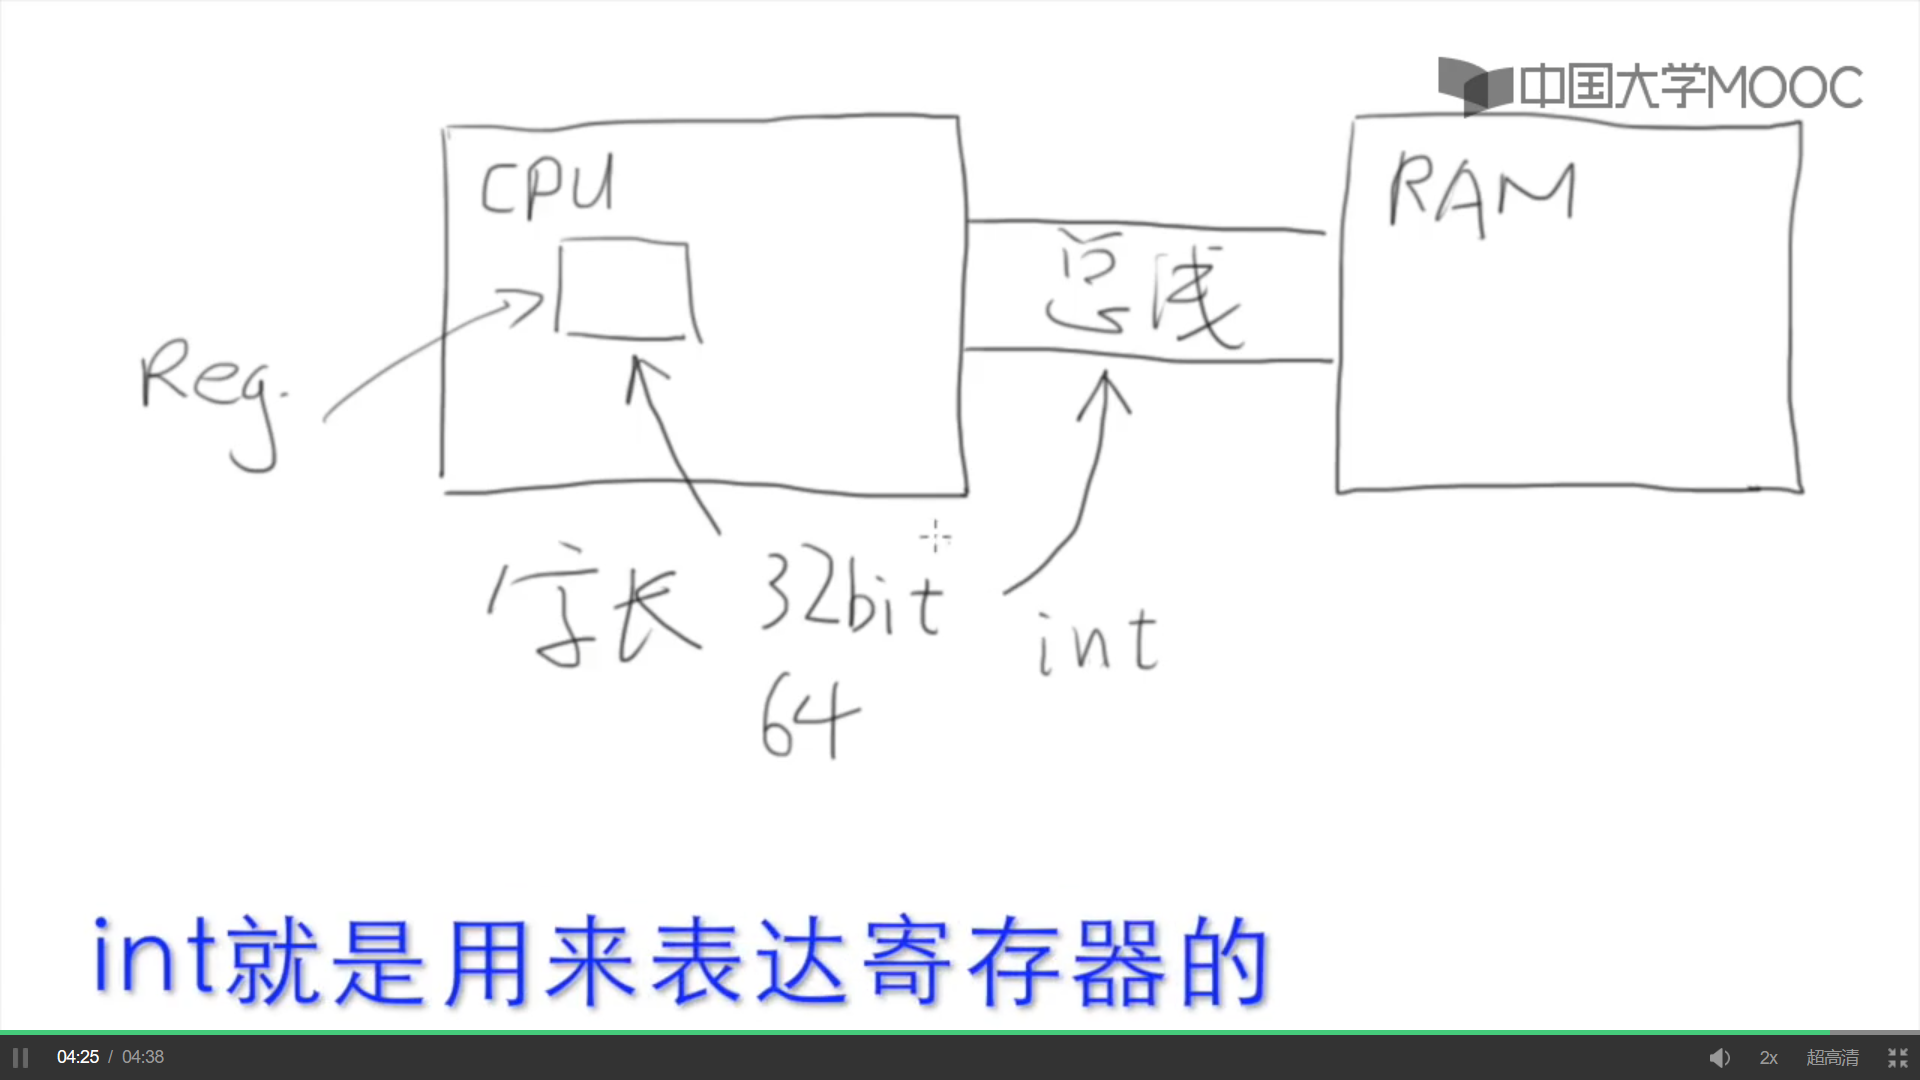 中国大学MOOC
CPU
RAM
总线
Reg.
字长 32bit
int
64
int就是用来表达寄存器的
04:25 / 04:38
2x
超高清